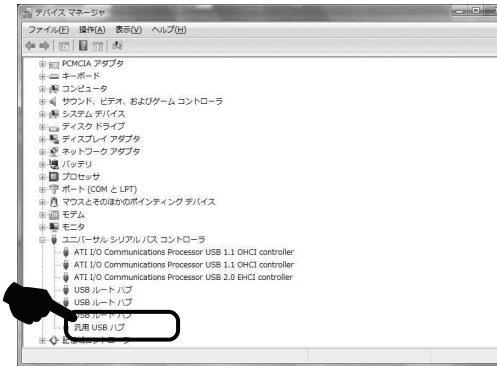 デバイス マネージャ
ファイル(F) 操作(A) 表示(V) ヘルプ(H)
PCMCIA アダプタ
キーボード
コンピュータ
サウンド、ビデオ、およびゲーム コントローラ
システム デバイス
ディスク ドライブ
ディスプレイ アダプタ
ネットワーク アダプタ
バッテリ
プロセッサ
ポート (COM と LPT)
マウスとそのほかのポインティング デバイス
モデム
モニタ
ユニバーサル シリアル バス コントローラ
ATI I/O Communications Processor USB 1.1 OHCI controller
ATI I/O Communications Processor USB 1.1 OHCI controller
ATI I/O Communications Processor USB 2.0 EHCI controller
USB ルート ハブ
USB ルート ハブ
USB ルート ハブ
汎用 USB ハブ